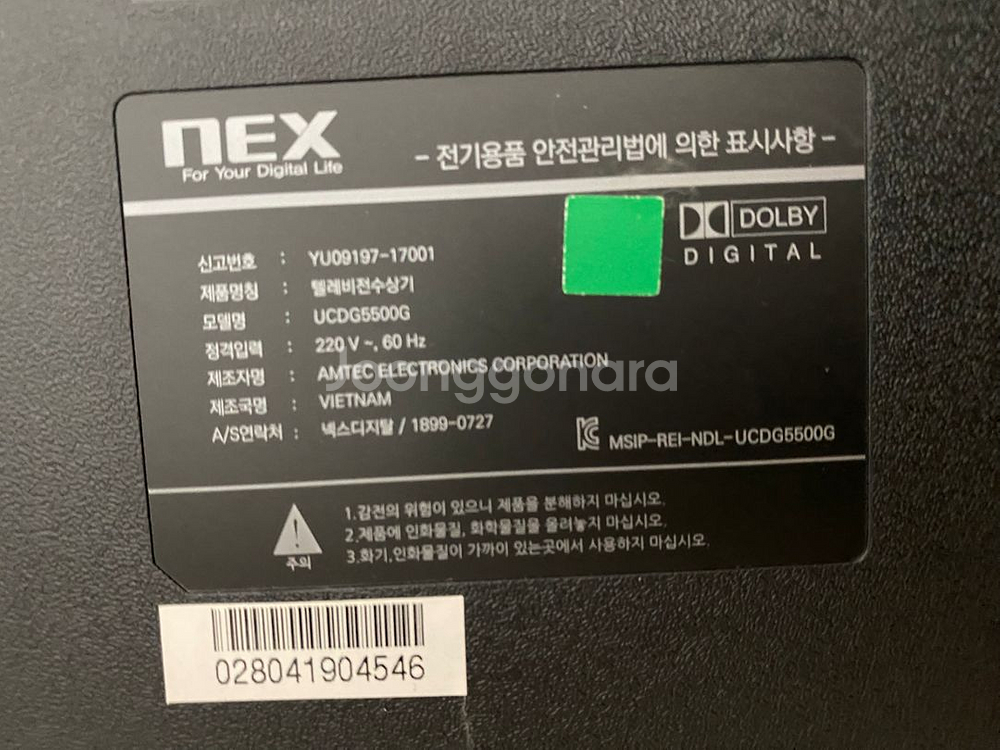 nEX
For Your Digital Life
- 전기용품 안전관리법에 의한 표시사항 -
DOLBY
DIGITAL
신고번호 : YU09197-17001
제품명칭 : 텔레비전수상기
모델명 : UCDG5500G
정격입력 : 220 V ~, 60 Hz
제조자명 : AMTEC ELECTRONICS CORPORATION
Joonggonara
제조국명 : VIETNAM
A/S연락처 : 넥스디지탈 / 1899-0727
MSIP-REI-NDL-UCDG5500G
주의
1.감전의 위험이 있으니 제품을 분해하지 마십시오.
2.제품에 인화물질, 화학물질을 올려놓지 마십시오.
3.화기,인화물질이 가까이 있는곳에서 사용하지 마십시오.
028041904546